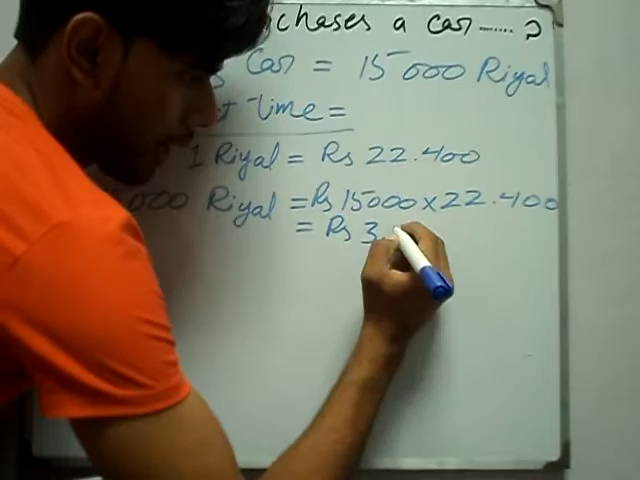 chases a car ...... ?
Car = 15000 Riyal
Time =
1 Riyal = Rs 22.400
000 Riyal = Rs 15000 x 22.400
= Rs 3